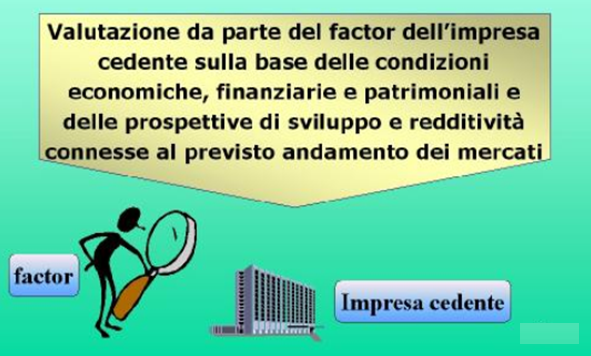 Valutazione da parte del factor dell'impresa
cedente sulla base delle condizioni
economiche, finanziarie e patrimoniali e
delle prospettive di sviluppo e redditività
connesse al previsto andamento dei mercati
factor
Impresa cedente